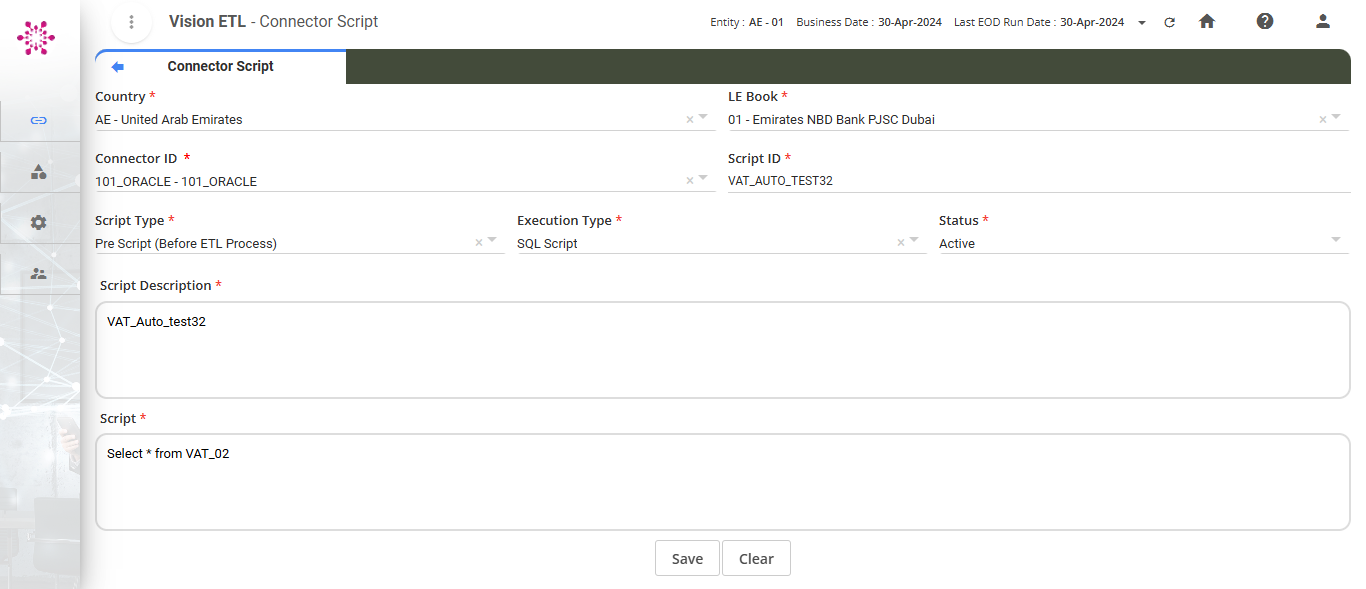 Vision ETL - Connector Script
Entity : AE - 01 Business Date : 30-Apr-2024 Last EOD Run Date : 30-Apr-2024
Connector Script
Country * LE Book *
AE - United Arab Emirates 01 - Emirates NBD Bank PJSC Dubai
Connector ID * Script ID *
101_ORACLE - 101_ORACLE VAT_AUTO_TEST32
Script Type * Execution Type * Status *
Pre Script (Before ETL Process) SQL Script Active
Script Description *
VAT_Auto_test32
Script *
Select * from VAT_02
Save Clear